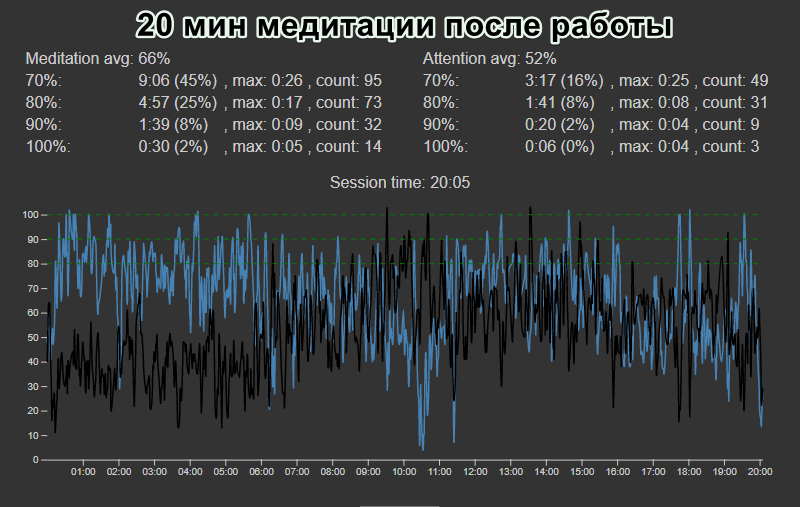 20 мин медитации после работы
Meditation avg: 66%
70%: 9:06 (45%) , max: 0:26 , count: 95
80%: 4:57 (25%) , max: 0:17 , count: 73
90%: 1:39 (8%) , max: 0:09 , count: 32
100%: 0:30 (2%) , max: 0:05 , count: 14
Attention avg: 52%
70%: 3:17 (16%) , max: 0:25 , count: 49
80%: 1:41 (8%) , max: 0:08 , count: 31
90%: 0:20 (2%) , max: 0:04 , count: 9
100%: 0:06 (0%) , max: 0:04 , count: 3
Session time: 20:05
100
90
80
70
60
50
40
30
20
10
0
01:00 02:00 03:00 04:00 05:00 06:00 07:00 08:00 09:00 10:00 11:00 12:00 13:00 14:00 15:00 16:00 17:00 18:00 19:00 20:00